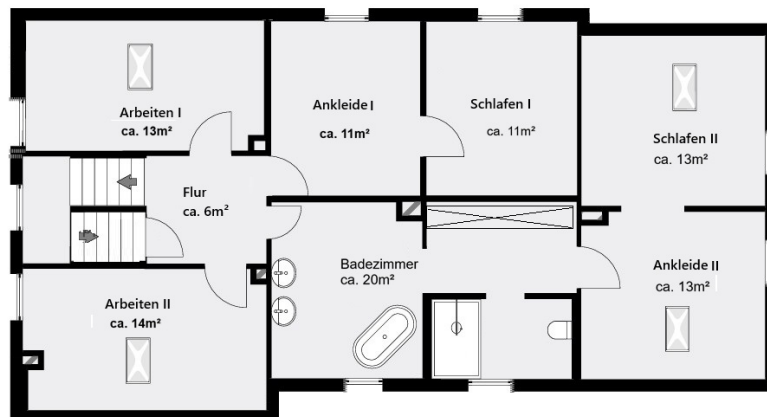 Arbeiten I
ca. 13m²
Ankleide I
ca. 11m²
Schlafen I
ca. 11m²
Schlafen II
ca. 13m²
Flur
ca. 6m²
Badezimmer
ca. 20m²
Ankleide II
ca. 13m²
Arbeiten II
ca. 14m²